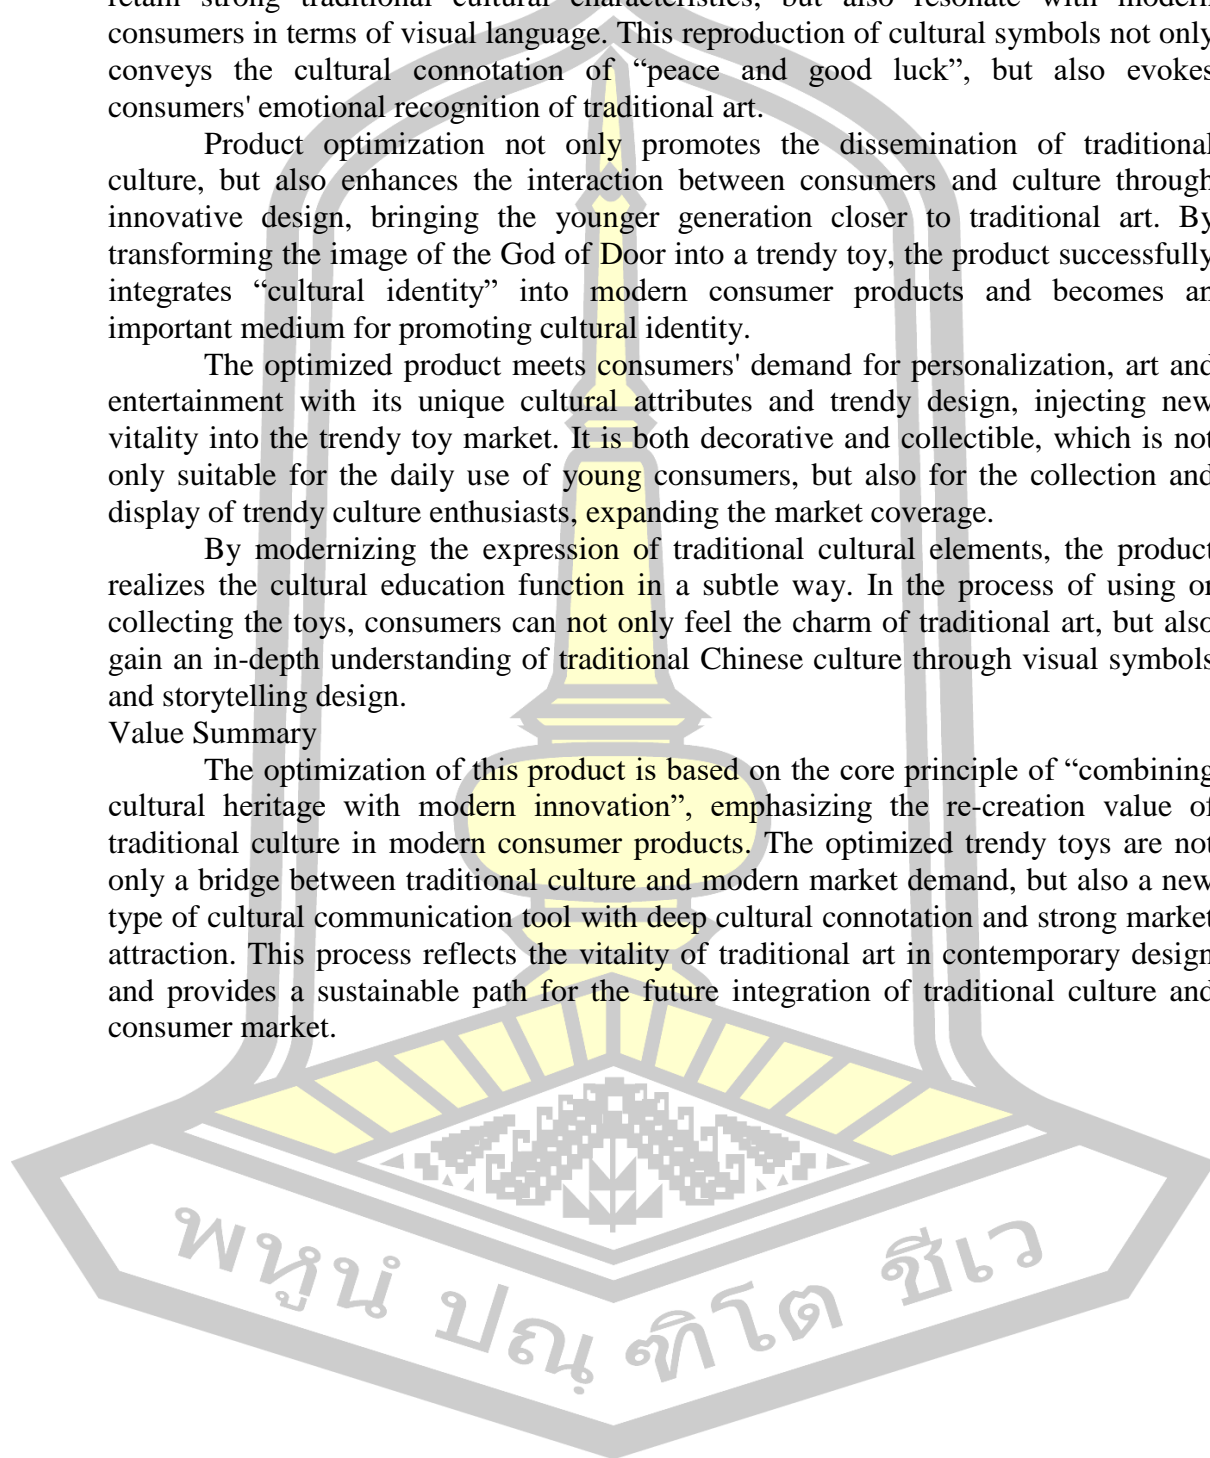 retain strong traditional cultural characteristics, but also resonate with modern
consumers in terms of visual language. This reproduction of cultural symbols not only
conveys the cultural connotation of “peace and good luck”, but also evokes
consumers' emotional recognition of traditional art.
Product optimization not only promotes the dissemination of traditional
culture, but also enhances the interaction between consumers and culture through
innovative design, bringing the younger generation closer to traditional art. By
transforming the image of the God of Door into a trendy toy, the product successfully
integrates “cultural identity” into modern consumer products and becomes an
important medium for promoting cultural identity.
The optimized product meets consumers' demand for personalization, art and
entertainment with its unique cultural attributes and trendy design, injecting new
vitality into the trendy toy market. It is both decorative and collectible, which is not
only suitable for the daily use of young consumers, but also for the collection and
display of trendy culture enthusiasts, expanding the market coverage.
By modernizing the expression of traditional cultural elements, the product
realizes the cultural education function in a subtle way. In the process of using or
collecting the toys, consumers can not only feel the charm of traditional art, but also
gain an in-depth understanding of traditional Chinese culture through visual symbols
and storytelling design.
Value Summary
The optimization of this product is based on the core principle of “combining
cultural heritage with modern innovation”, emphasizing the re-creation value of
traditional culture in modern consumer products. The optimized trendy toys are not
only a bridge between traditional culture and modern market demand, but also a new
type of cultural communication tool with deep cultural connotation and strong market
attraction. This process reflects the vitality of traditional art in contemporary design
and provides a sustainable path for the future integration of traditional culture and
consumer market.
พหูนํ ปณฺฑิโต ชีเว